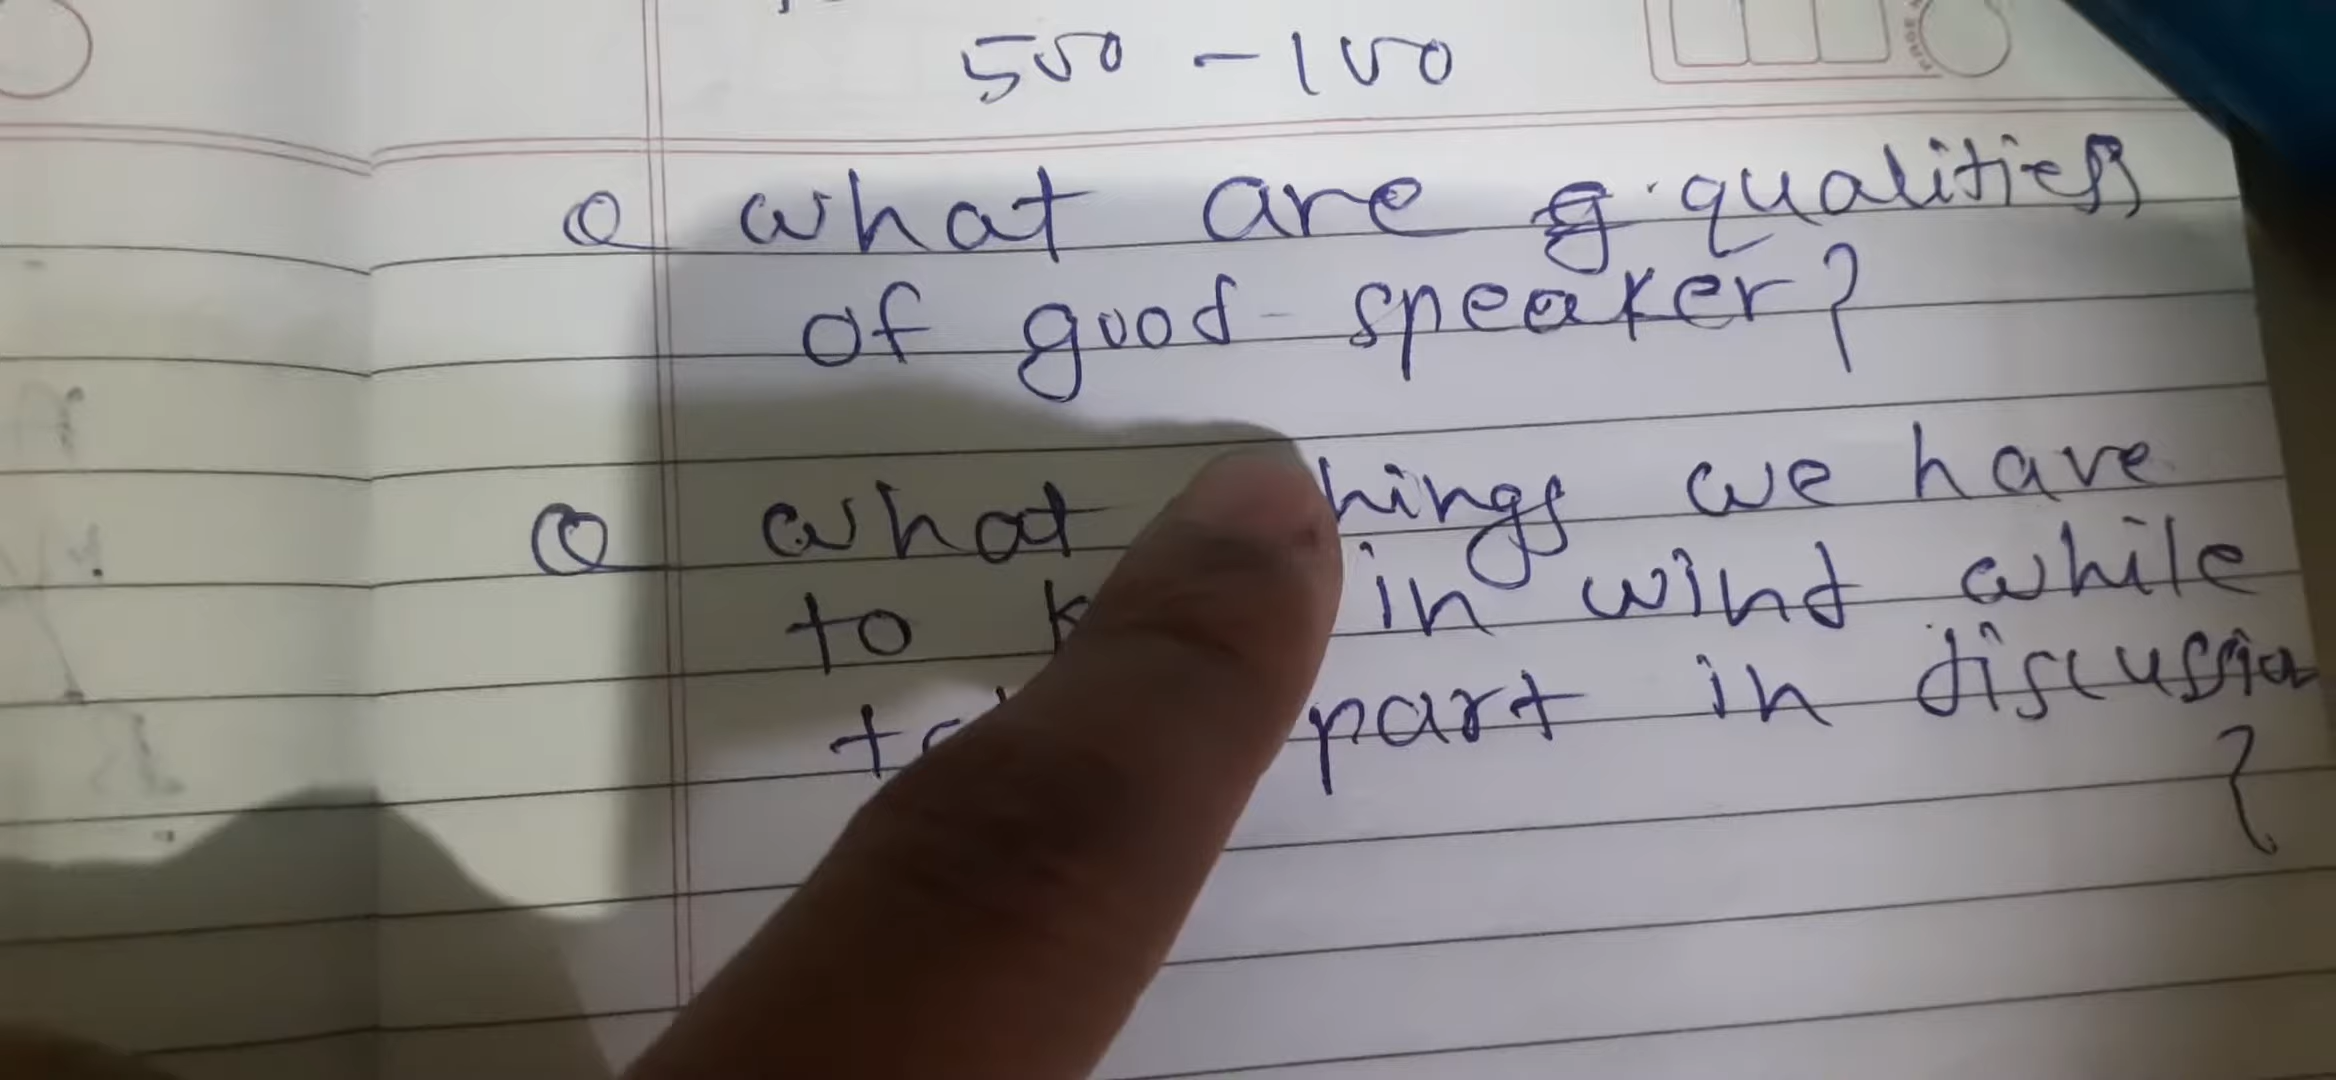 500 - 100
Q what are qualities
of good speaker?
Q what hings we have
to in wind while
part in discussion
?